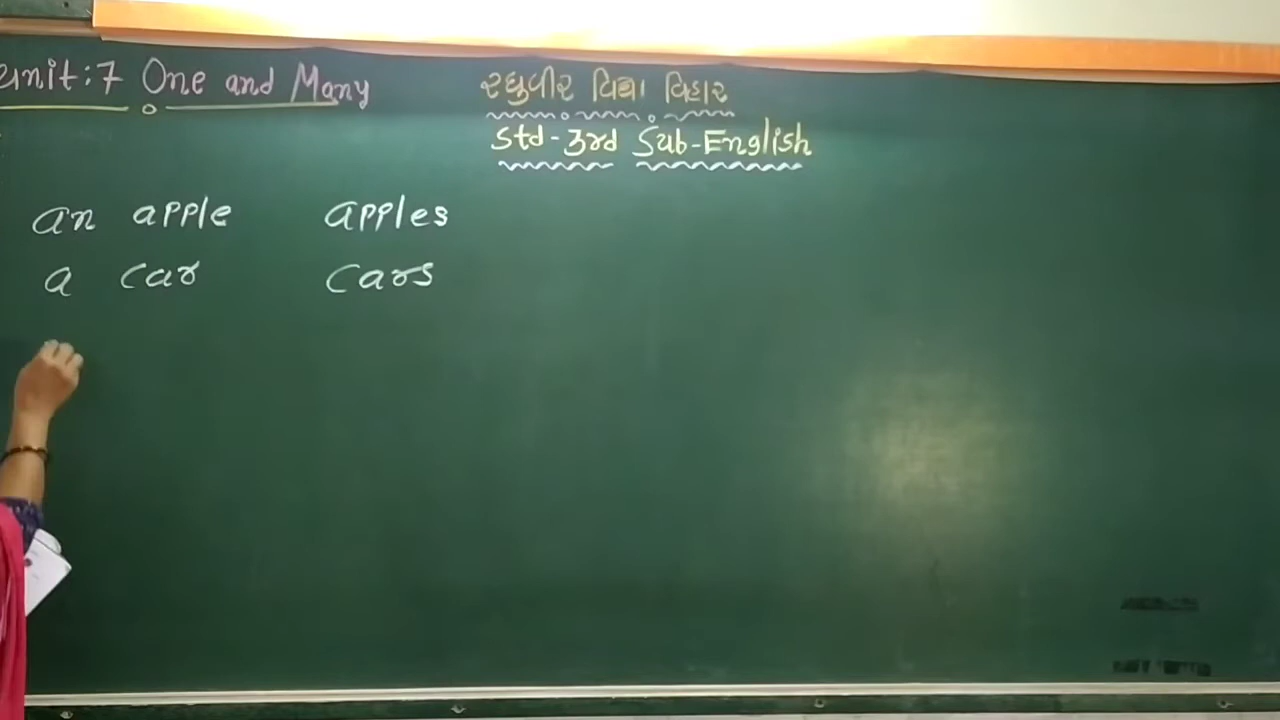 unit:7 One and Many
રઘુવીર વિદ્યા વિહાર
Std-3rd Sub-English
an apple apples
a car cars